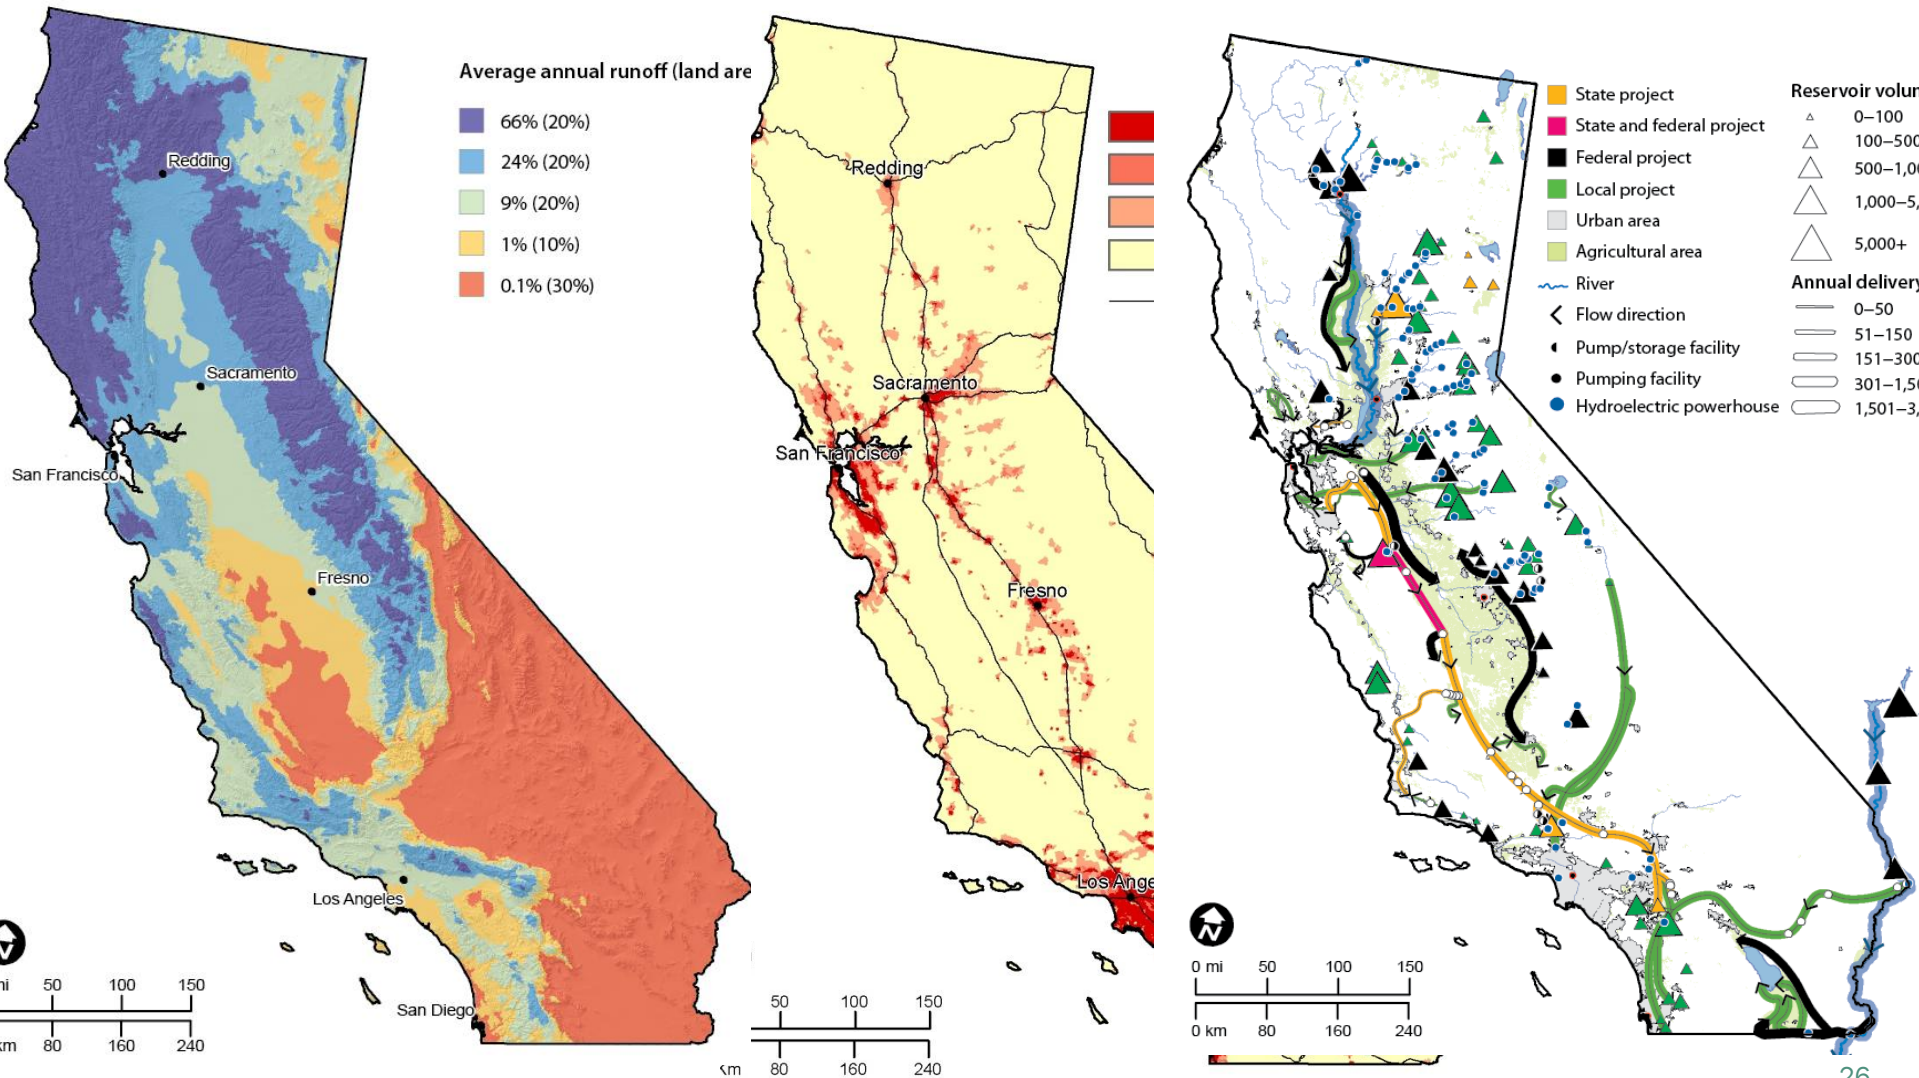 Average annual runoff (land are
66% (20%)
24% (20%)
9% (20%)
1% (10%)
0.1% (30%)
Redding
Sacramento
San Francisco
Fresno
Los Angeles
San Diego
N
50 100 150
80 160 240
Redding
Sacramento
San Francisco
Fresno
Los Ange
50 100 150
km 80 160 240
State project
State and federal project
Federal project
Local project
Urban area
Agricultural area
River
Flow direction
Pump/storage facility
Pumping facility
Hydroelectric powerhouse
Reservoir volu
0–100
100–500
500–1,0
1,000–5,
5,000+
Annual delivery
0–50
51–150
151–300
301–1,5
1,501–3,
N
0 mi 50 100 150
0 km 80 160 240
26